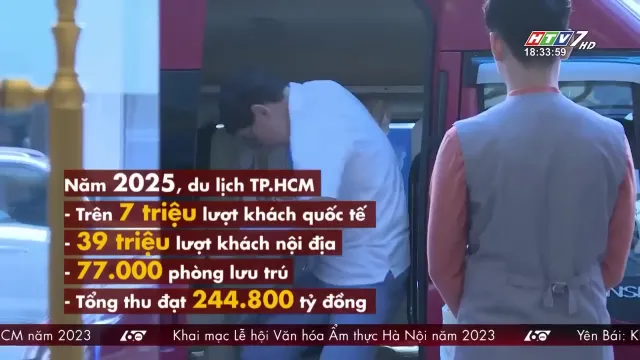 HTV7 HD
18:33:59
Năm 2025, du lịch TP.HCM
- Trên 7 triệu lượt khách quốc tế
- 39 triệu lượt khách nội địa
- 77.000 phòng lưu trú
- Tổng thu đạt 244.800 tỷ đồng
CM năm 2023 60 Khai mạc Lễ hội Văn hóa Ẩm thực Hà Nội năm 2023 60 Yên Bái: K